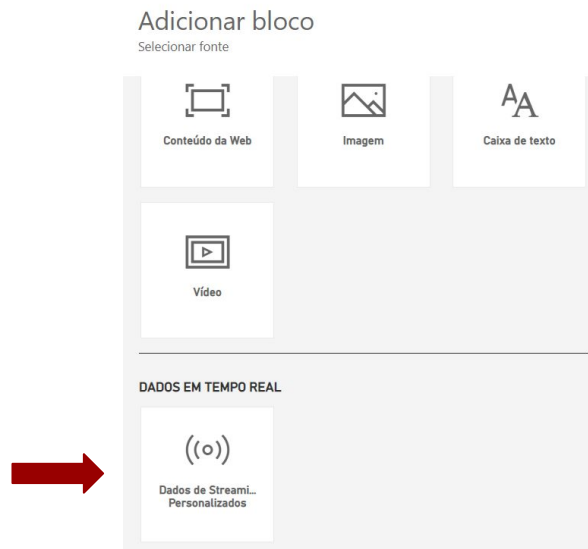 Adicionar bloco
Selecionar fonte
Conteúdo da Web
Imagem
Caixa de texto
Vídeo
DADOS EM TEMPO REAL
Dados de Streami...
Personalizados